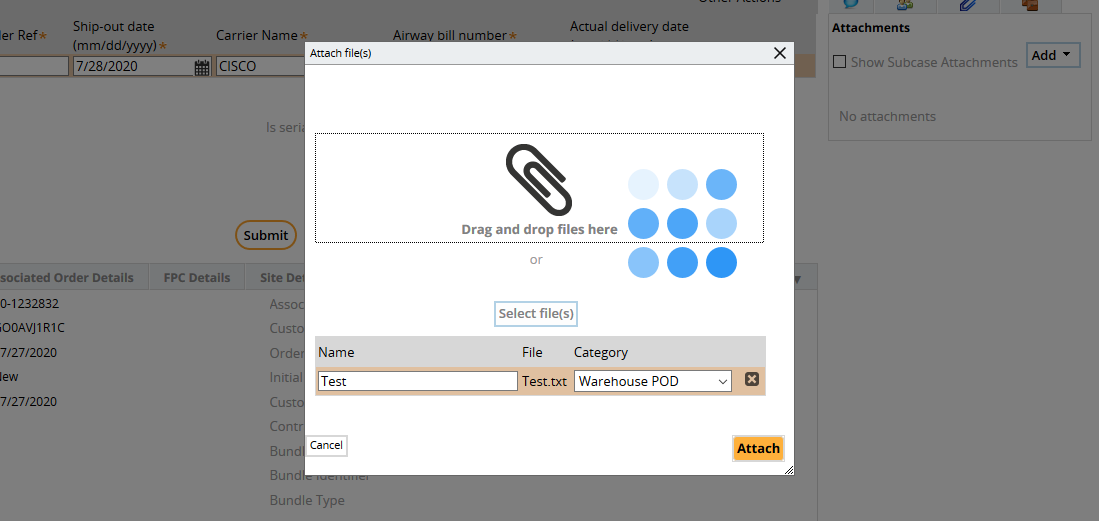 Other Actions
Ship-out date
(mm/dd/yyyy)*
Carrier Name*
Airway bill number*
Actual delivery date
er Ref*
7/28/2020
CISCO
Attachments
Show Subcase Attachments
Add
No attachments
Attach file(s)
Is seria
Drag and drop files here
or
Select file(s)
Submit
Name
File
Category
Test
Test.txt
Warehouse POD
Cancel
Attach
sociated Order Details
FPC Details
Site Det
0-1232832
Assoc
GO0AVJ1R1C
Custo
7/27/2020
Order
New
Initial
7/27/2020
Custo
Contr
Bundl
Bundle Identifier
Bundle Type